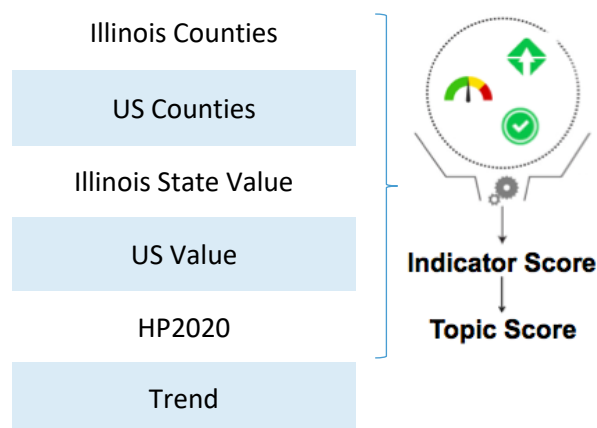 Illinois Counties
US Counties
Illinois State Value
US Value
HP2020
Trend
Indicator Score
Topic Score